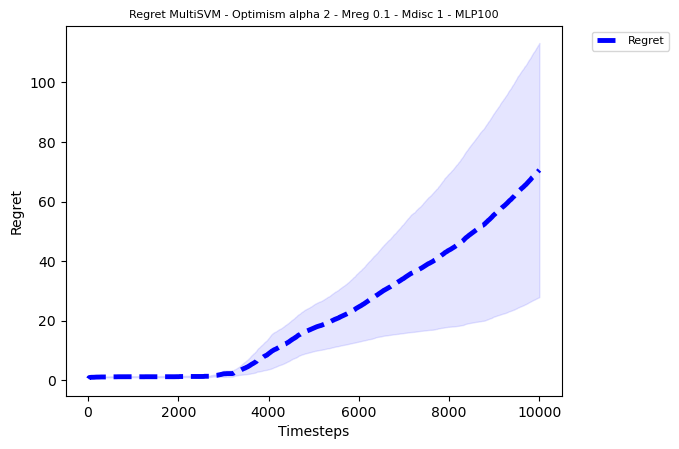 Regret MultiSVM - Optimism alpha 2 - Mreg 0.1 - Mdisc 1 - MLP100
Regret
100
80
60
40
20
0
Regret
0 2000 4000 6000 8000 10000
Timesteps